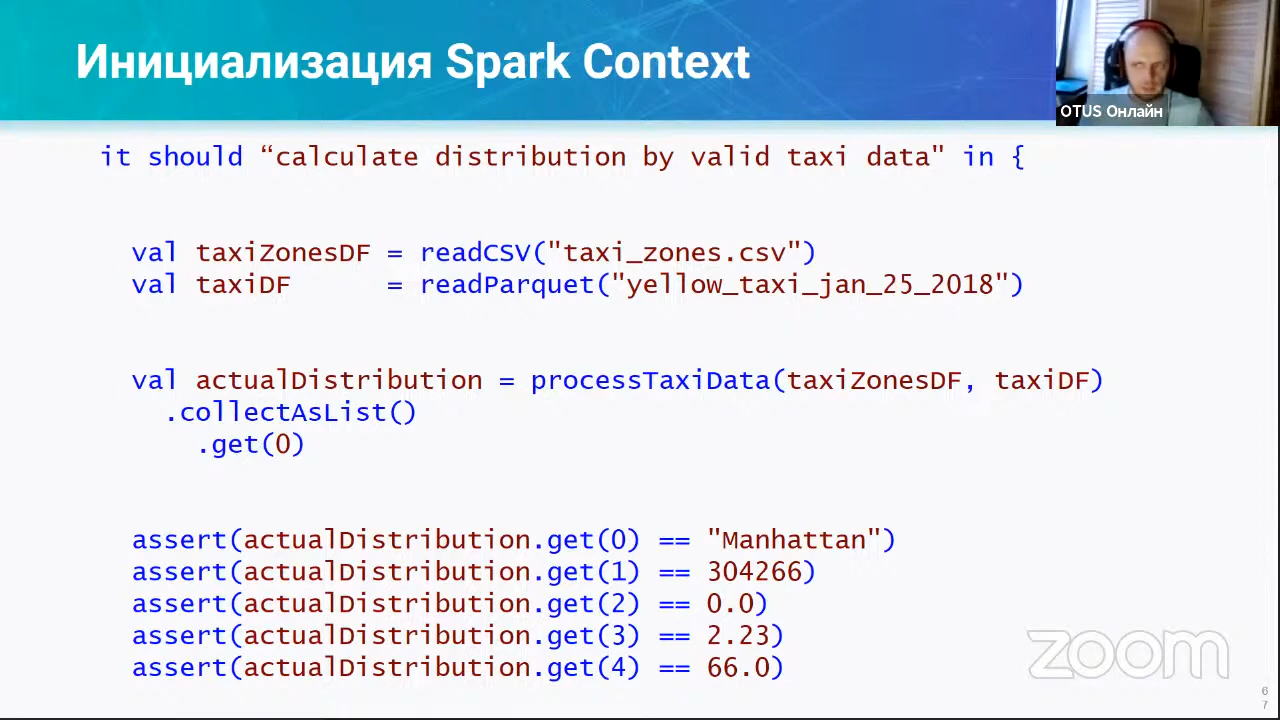 Инициализация Spark Context
OTUS Онлайн
it should “calculate distribution by valid taxi data" in {
val taxiZonesDF = readCSV("taxi_zones.csv")
val taxiDF      = readParquet("yellow_taxi_jan_25_2018")
val actualDistribution = processTaxiData(taxiZonesDF, taxiDF)
.collectAsList()
.get(0)
assert(actualDistribution.get(0) == "Manhattan")
assert(actualDistribution.get(1) == 304266)
assert(actualDistribution.get(2) == 0.0)
assert(actualDistribution.get(3) == 2.23)
assert(actualDistribution.get(4) == 66.0)
zoom
6
7